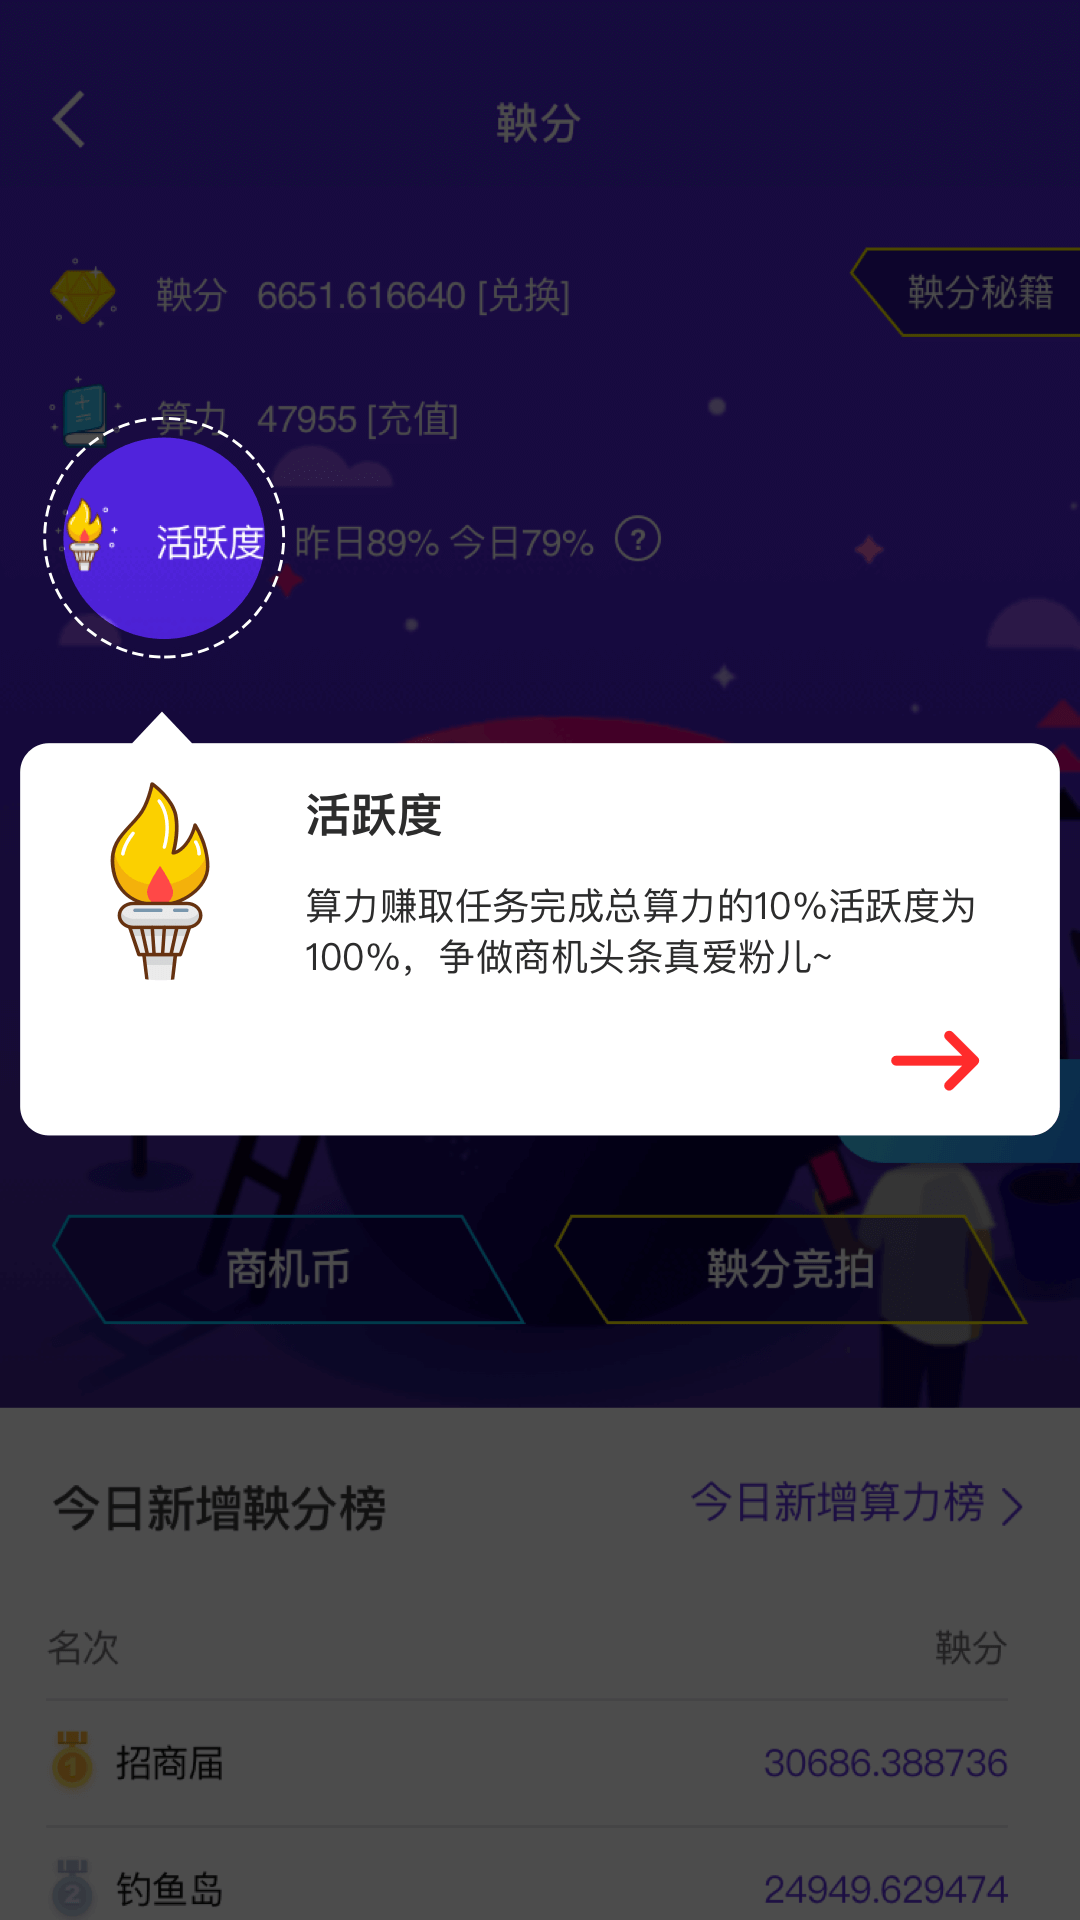 鞅分
鞅分 6651.616640 [兑换]
鞅分秘籍
算力 47955 [充值]
活跃度 昨日89% 今日79% ?
活跃度
算力赚取任务完成总算力的10%活跃度为
100%，争做商机头条真爱粉儿~
商机币
鞅分竞拍
今日新增鞅分榜
今日新增算力榜
名次 鞅分
1 招商届 30686.388736
2 钓鱼岛 24949.629474